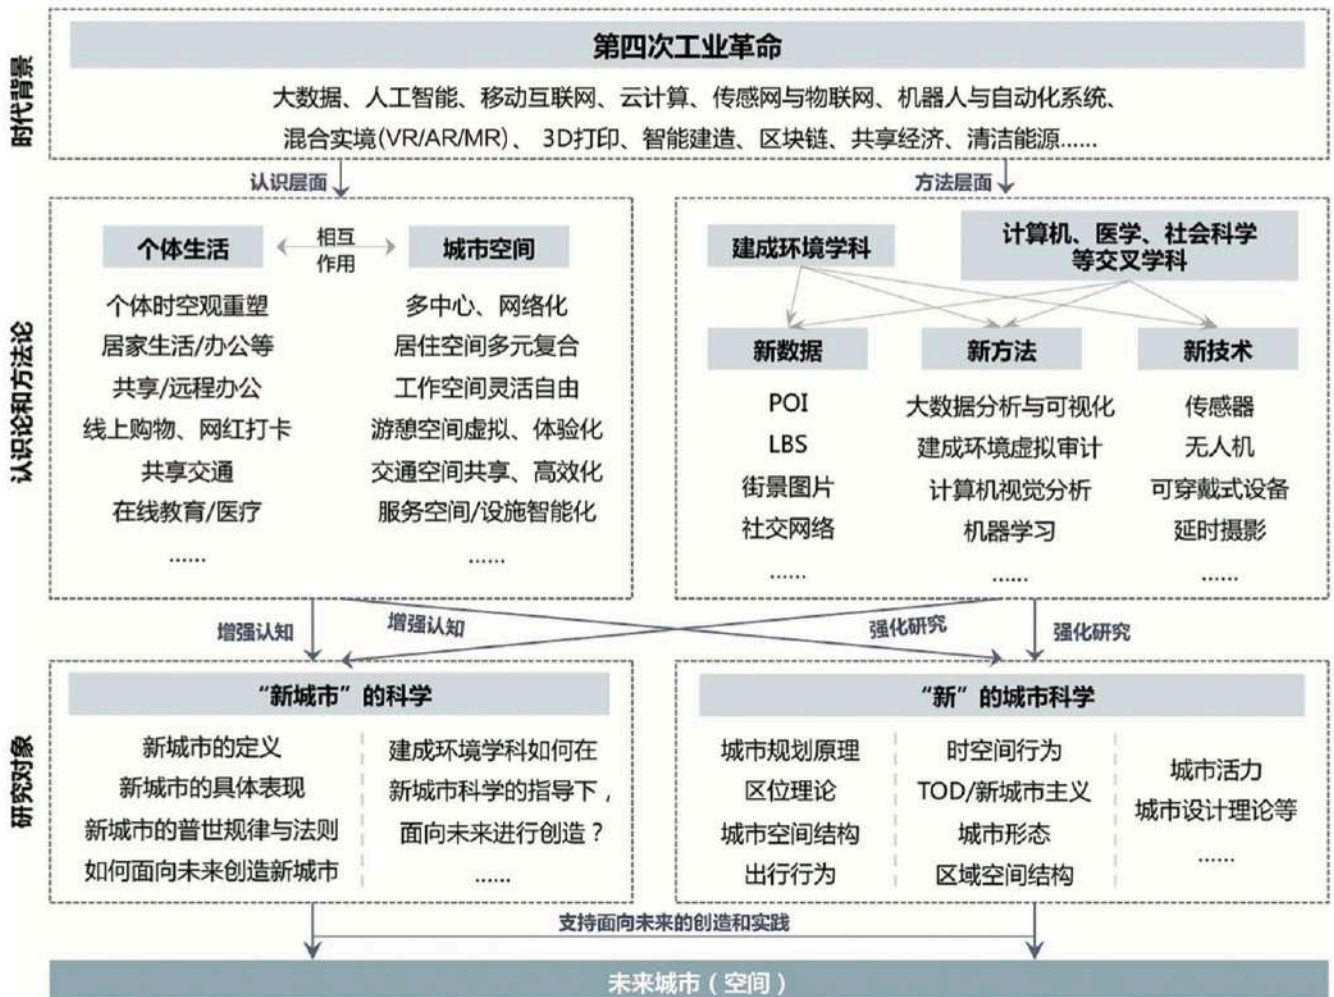 时代背景
第四次工业革命
大数据、人工智能、移动互联网、云计算、传感网与物联网、机器人与自动化系统、
混合实境(VR/AR/MR)、 3D打印、智能建造、区块链、共享经济、清洁能源......
认识层面
方法层面
认识论和方法论
个体生活
相互
作用
城市空间
个体时空观重塑
居家生活/办公等
共享/远程办公
线上购物、网红打卡
共享交通
在线教育/医疗
......
多中心、网络化
居住空间多元复合
工作空间灵活自由
游憩空间虚拟、体验化
交通空间共享、高效化
服务空间/设施智能化
......
建成环境学科
计算机、医学、社会科学
等交叉学科
新数据
POI
LBS
街景图片
社交网络
......
新方法
大数据分析与可视化
建成环境虚拟审计
计算机视觉分析
机器学习
......
新技术
传感器
无人机
可穿戴式设备
延时摄影
......
增强认知
增强认知
强化研究
强化研究
研究对象
“新城市”的科学
新城市的定义
新城市的具体表现
新城市的普世规律与法则
如何面向未来创造新城市
建成环境学科如何在
新城市科学的指导下，
面向未来进行创造？
......
“新”的城市科学
城市规划原理
区位理论
城市空间结构
出行行为
时空间行为
TOD/新城市主义
城市形态
区域空间结构
城市活力
城市设计理论等
......
支持面向未来的创造和实践
未来城市（空间）